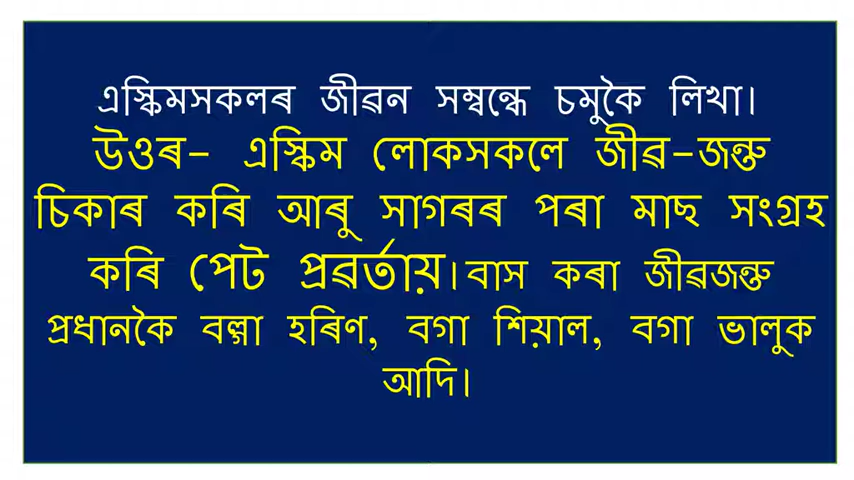 এস্কিমসকলৰ জীৱন সম্বন্ধে চমুকৈ লিখা।
উওৰ- এস্কিম লোকসকলে জীৱ-জন্তু
চিকাৰ কৰি আৰু সাগৰৰ পৰা মাছ সংগ্ৰহ
কৰি পেট প্ৰৱৰ্তায়। বাস কৰা জীৱজন্তু
প্ৰধানকৈ বল্গা হৰিণ, বগা শিয়াল, বগা ভালুক
আদি।